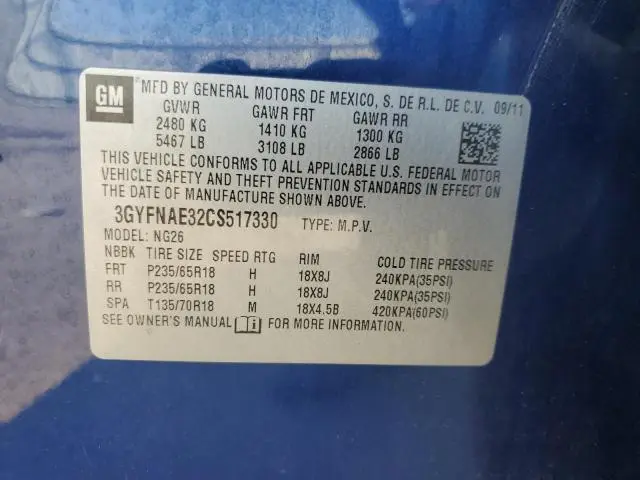 GM MFD BY GENERAL MOTORS DE MEXICO, S. DE R.L. DE C.V. 09/11
GVWR GAWR FRT GAWR RR
2480 KG 1410 KG 1300 KG
5467 LB 3108 LB 2866 LB
THIS VEHICLE CONFORMS TO ALL APPLICABLE U.S. FEDERAL MOTOR
VEHICLE SAFETY AND THEFT PREVENTION STANDARDS IN EFFECT ON
THE DATE OF MANUFACTURE SHOWN ABOVE.
3GYFNAE32CS517330 TYPE: M.P.V.
MODEL: NG26
NBBK TIRE SIZE SPEED RTG RIM COLD TIRE PRESSURE
FRT P235/65R18 H 18X8J 240KPA(35PSI)
RR P235/65R18 H 18X8J 240KPA(35PSI)
SPA T135/70R18 M 18X4.5B 420KPA(60PSI)
SEE OWNER'S MANUAL FOR MORE INFORMATION.